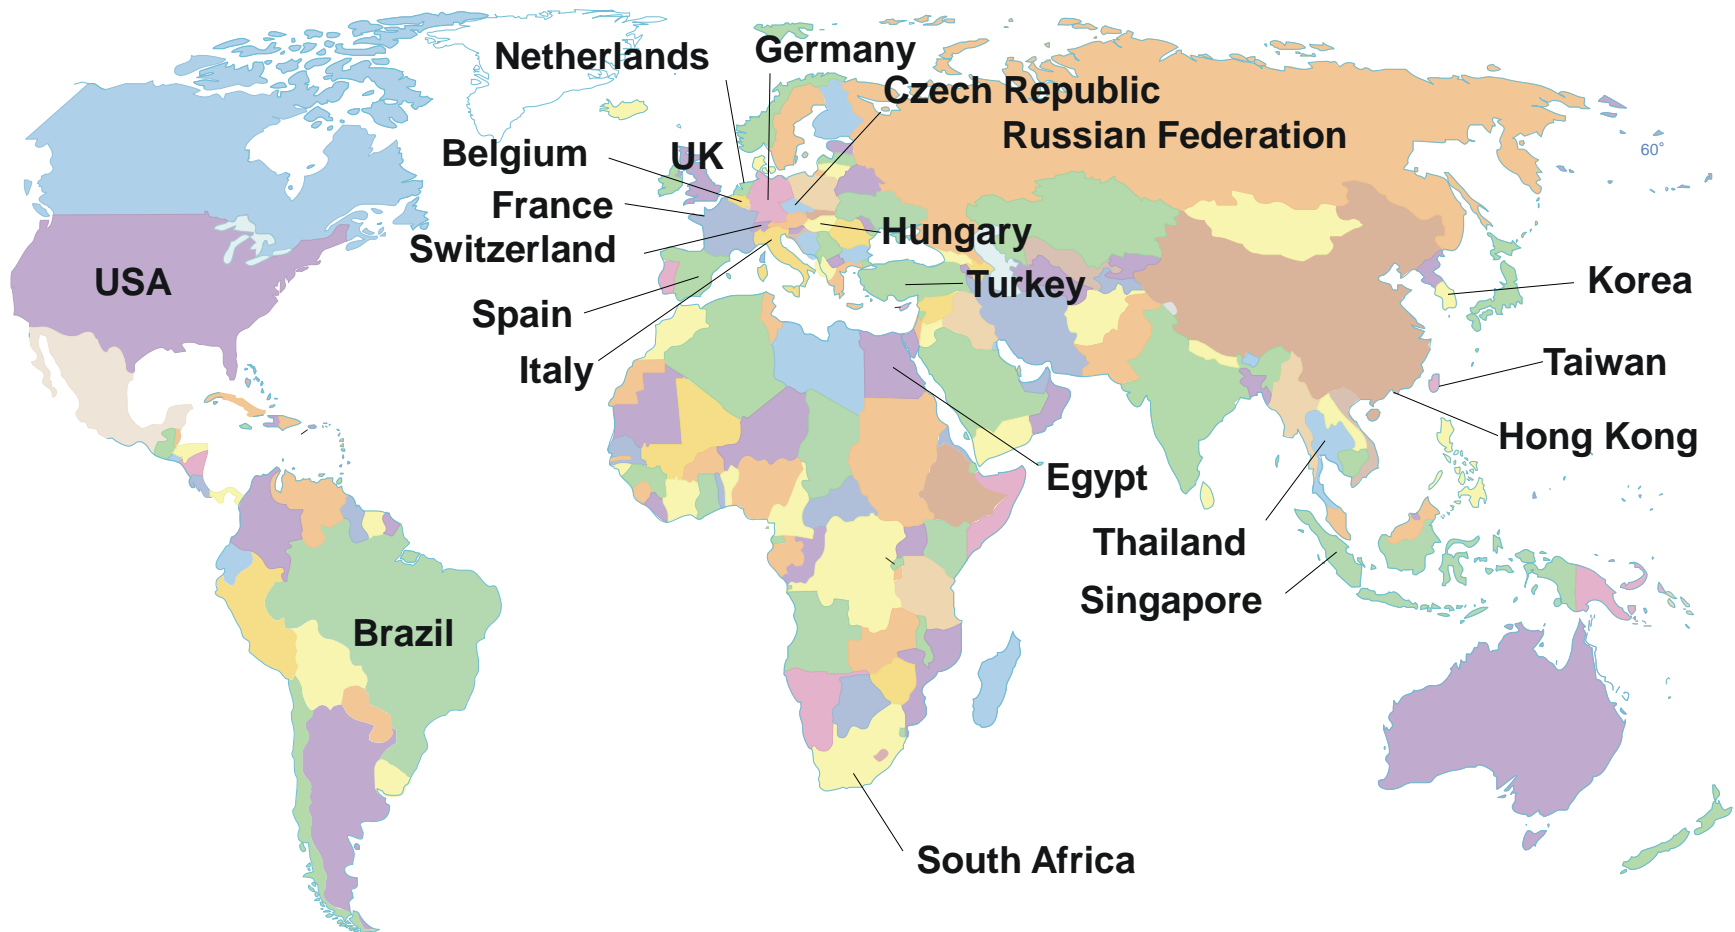 Netherlands
Germany
Czech Republic
Russian Federation
60°
Belgium
UK
France
Switzerland
Hungary
USA
Turkey
Korea
Spain
Italy
Taiwan
Hong Kong
Egypt
Thailand
Singapore
Brazil
South Africa